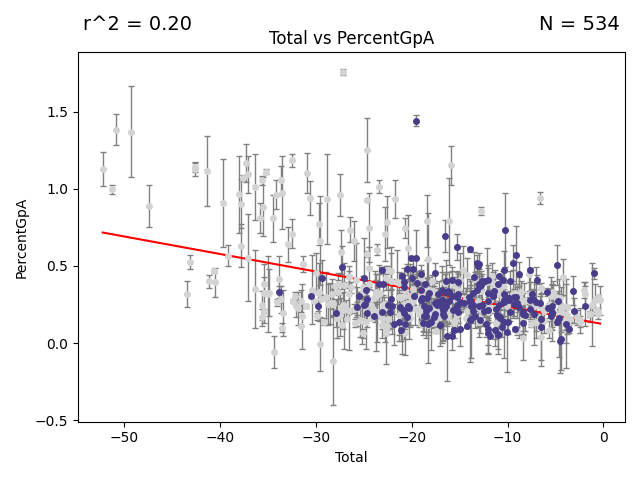 r^2 = 0.20
N = 534
Total vs PercentGpA
PercentGpA
1.5
1.0
0.5
0.0
−0.5
−50
−40
−30
−20
−10
0
Total